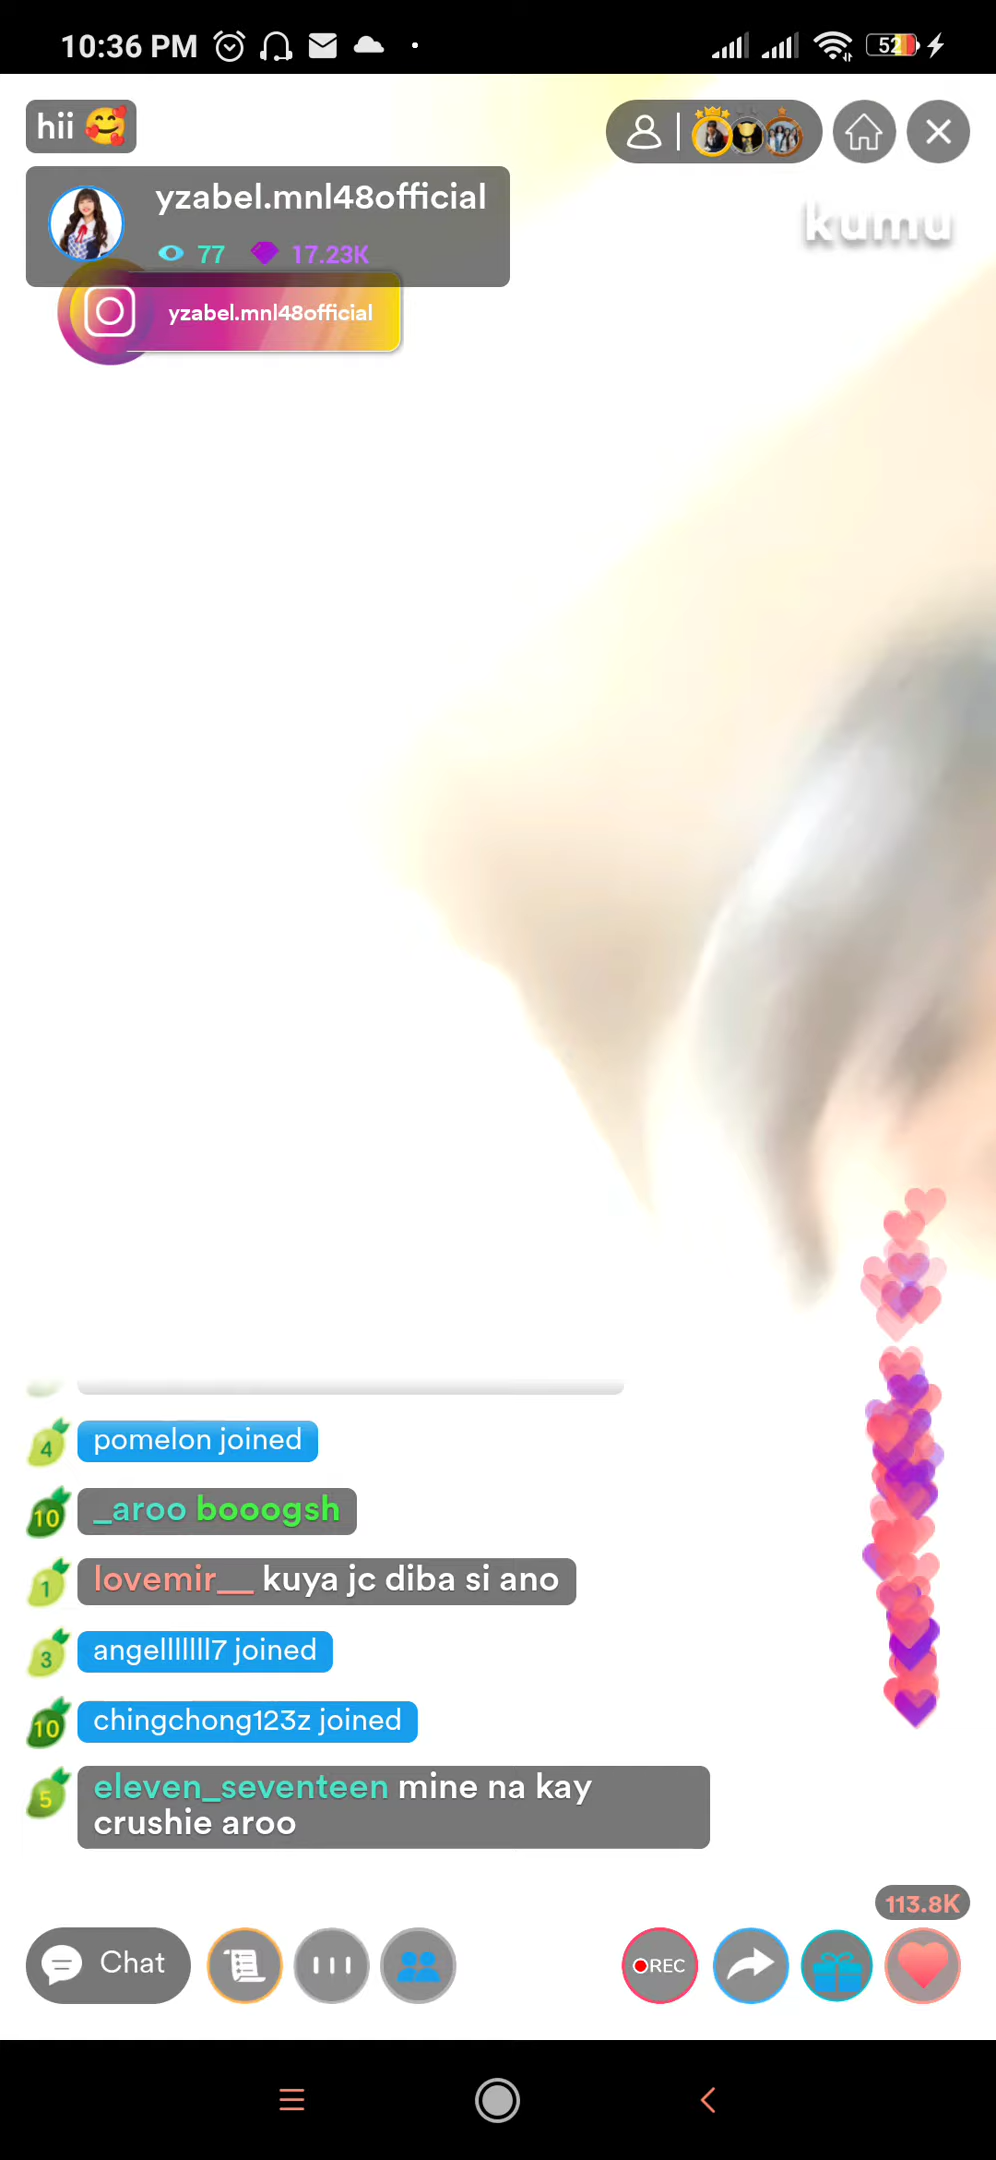 10:36 PM
52
hii 🥰
yzabel.mnl48official
77 17.23K
kumu
yzabel.mnl48official
4 pomelon joined
10 _aroo booogsh
1 lovemir__ kuya jc diba si ano
3 angelllllll7 joined
10 chingchong123z joined
5 eleven_seventeen mine na kay
crushie aroo
113.8K
Chat
REC